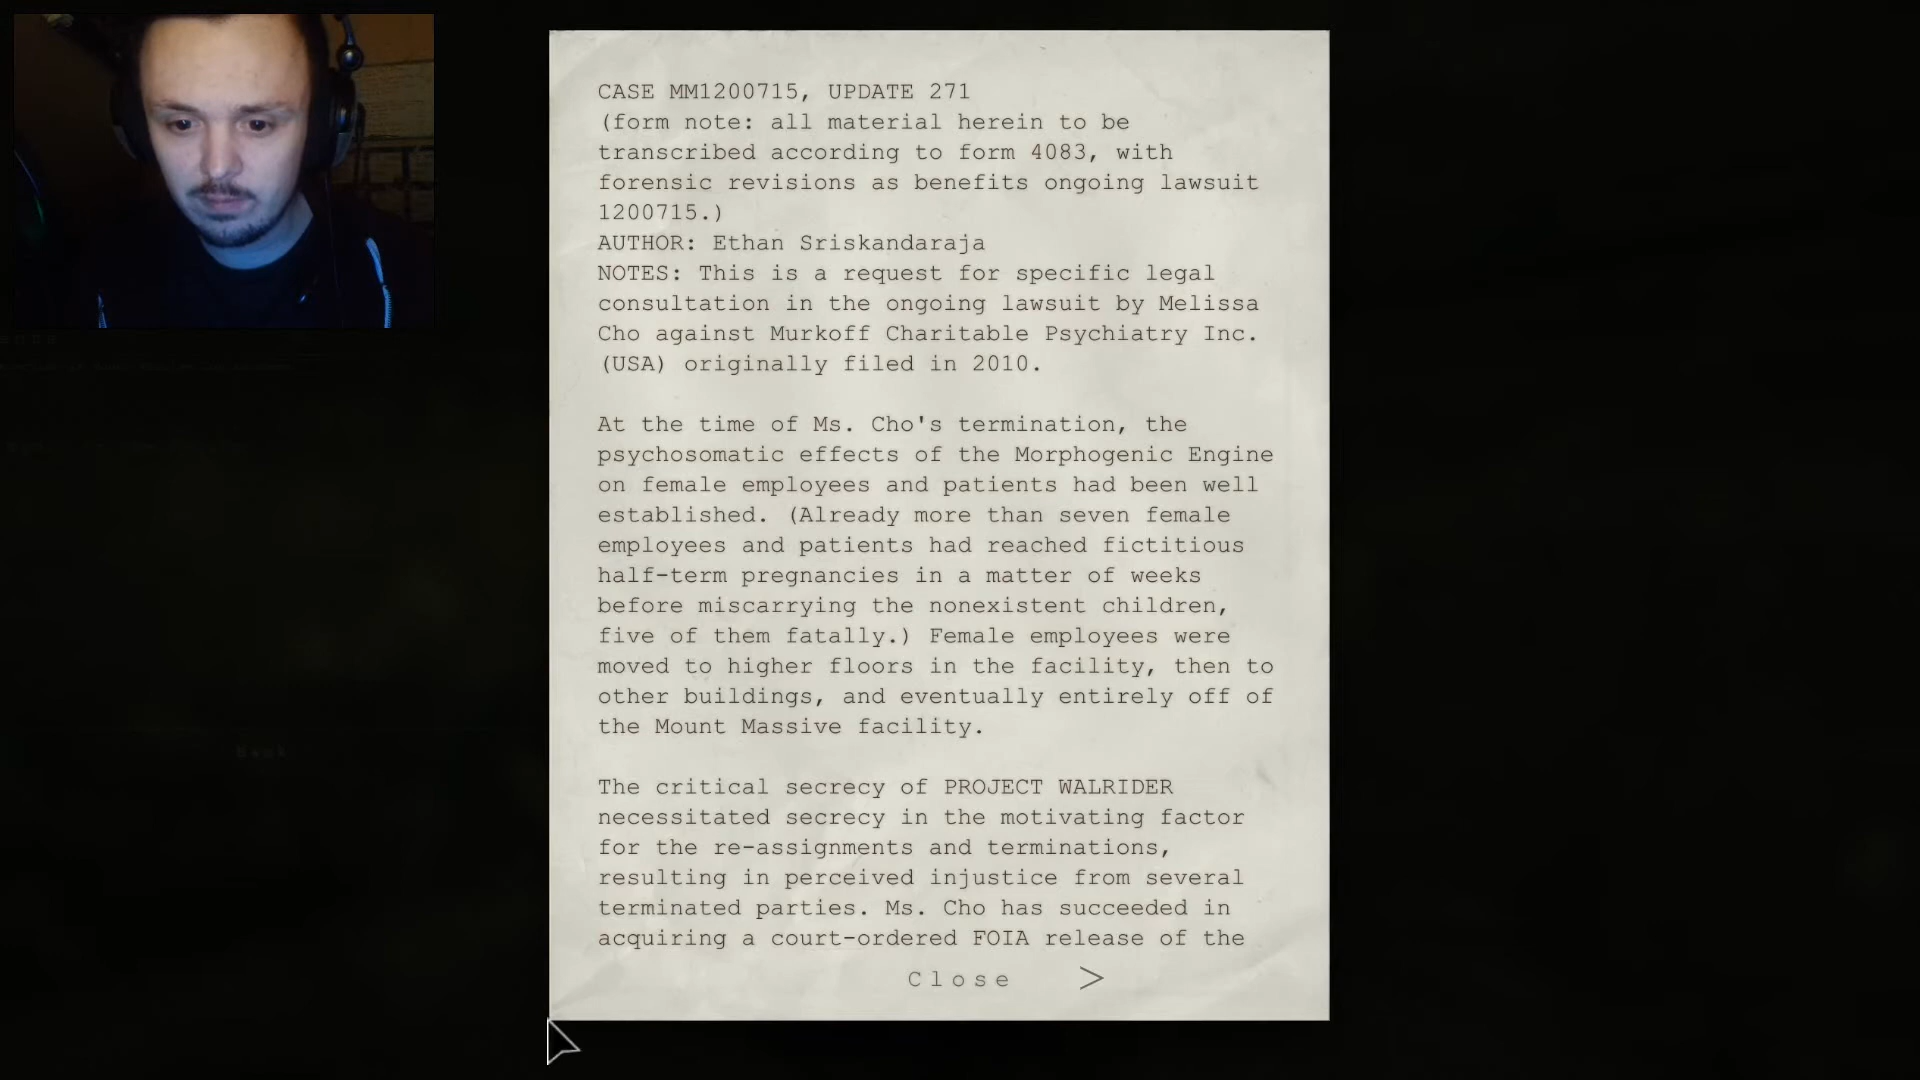 CASE MM1200715, UPDATE 271
(form note: all material herein to be
transcribed according to form 4083, with
forensic revisions as benefits ongoing lawsuit
1200715.)
AUTHOR: Ethan Sriskandaraja
NOTES: This is a request for specific legal
consultation in the ongoing lawsuit by Melissa
Cho against Murkoff Charitable Psychiatry Inc.
(USA) originally filed in 2010.
At the time of Ms. Cho's termination, the
psychosomatic effects of the Morphogenic Engine
on female employees and patients had been well
established. (Already more than seven female
employees and patients had reached fictitious
half-term pregnancies in a matter of weeks
before miscarrying the nonexistent children,
five of them fatally.) Female employees were
moved to higher floors in the facility, then to
other buildings, and eventually entirely off of
the Mount Massive facility.
The critical secrecy of PROJECT WALRIDER
necessitated secrecy in the motivating factor
for the re-assignments and terminations,
resulting in perceived injustice from several
terminated parties. Ms. Cho has succeeded in
acquiring a court-ordered FOIA release of the
Close >
Back